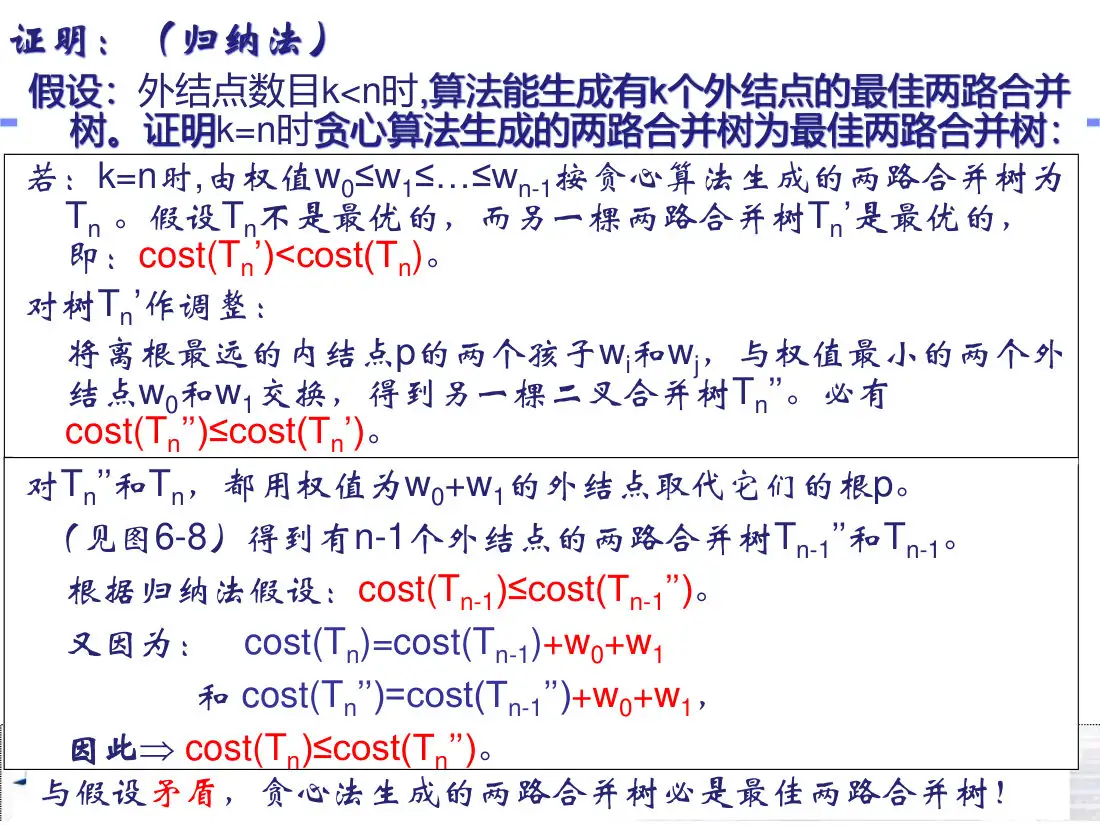 证明：（归纳法）
假设：外结点数目k<n时,算法能生成有k个外结点的最佳两路合并
树。证明k=n时贪心算法生成的两路合并树为最佳两路合并树：
若：k=n时,由权值w0≤w1≤…≤wn-1按贪心算法生成的两路合并树为
Tn 。假设Tn不是最优的，而另一棵两路合并树Tn’是最优的，
即：cost(Tn’)<cost(Tn)。
对树Tn’作调整：
将离根最远的内结点p的两个孩子wi和wj，与权值最小的两个外
结点w0和w1交换，得到另一棵二叉合并树Tn”。必有
cost(Tn”)≤cost(Tn’)。
对Tn”和Tn，都用权值为w0+w1的外结点取代它们的根p。
（见图6-8）得到有n-1个外结点的两路合并树Tn-1”和Tn-1。
根据归纳法假设：cost(Tn-1)≤cost(Tn-1”)。
又因为： cost(Tn)=cost(Tn-1)+w0+w1
和 cost(Tn”)=cost(Tn-1”)+w0+w1，
因此⇒ cost(Tn)≤cost(Tn”)。
与假设矛盾，贪心法生成的两路合并树必是最佳两路合并树！